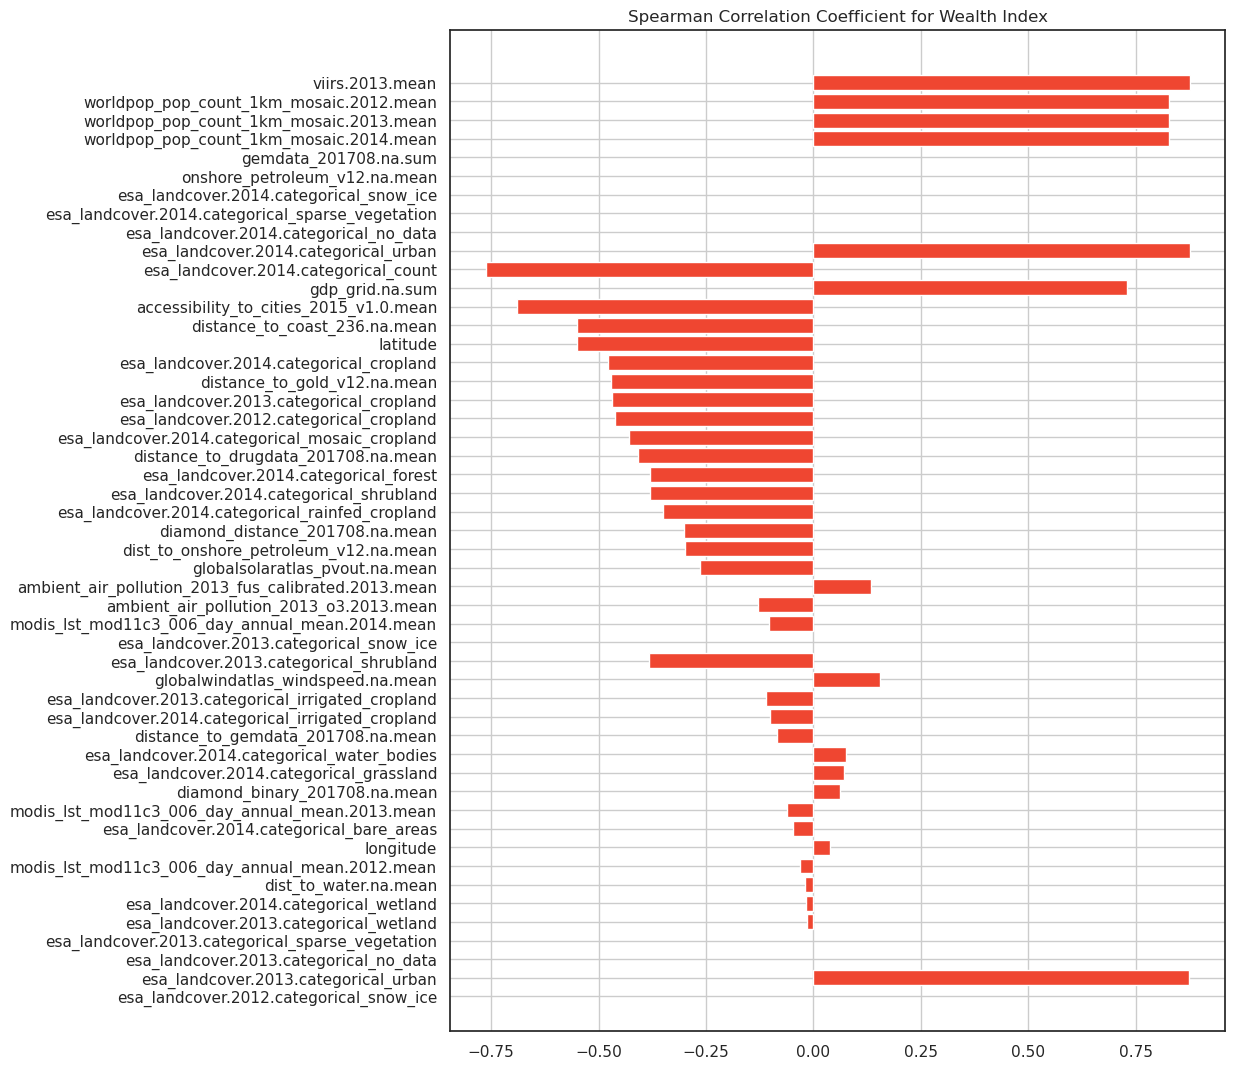 Spearman Correlation Coefficient for Wealth Index
viirs.2013.mean
worldpop_pop_count_1km_mosaic.2012.mean
worldpop_pop_count_1km_mosaic.2013.mean
worldpop_pop_count_1km_mosaic.2014.mean
gemdata_201708.na.sum
onshore_petroleum_v12.na.mean
esa_landcover.2014.categorical_snow_ice
esa_landcover.2014.categorical_sparse_vegetation
esa_landcover.2014.categorical_no_data
esa_landcover.2014.categorical_urban
esa_landcover.2014.categorical_count
gdp_grid.na.sum
accessibility_to_cities_2015_v1.0.mean
distance_to_coast_236.na.mean
latitude
esa_landcover.2014.categorical_cropland
distance_to_gold_v12.na.mean
esa_landcover.2013.categorical_cropland
esa_landcover.2012.categorical_cropland
esa_landcover.2014.categorical_mosaic_cropland
distance_to_drugdata_201708.na.mean
esa_landcover.2014.categorical_forest
esa_landcover.2014.categorical_shrubland
esa_landcover.2014.categorical_rainfed_cropland
diamond_distance_201708.na.mean
dist_to_onshore_petroleum_v12.na.mean
globalsolaratlas_pvout.na.mean
ambient_air_pollution_2013_fus_calibrated.2013.mean
ambient_air_pollution_2013_o3.2013.mean
modis_lst_mod11c3_006_day_annual_mean.2014.mean
esa_landcover.2013.categorical_snow_ice
esa_landcover.2013.categorical_shrubland
globalwindatlas_windspeed.na.mean
esa_landcover.2013.categorical_irrigated_cropland
esa_landcover.2014.categorical_irrigated_cropland
distance_to_gemdata_201708.na.mean
esa_landcover.2014.categorical_water_bodies
esa_landcover.2014.categorical_grassland
diamond_binary_201708.na.mean
modis_lst_mod11c3_006_day_annual_mean.2013.mean
esa_landcover.2014.categorical_bare_areas
longitude
modis_lst_mod11c3_006_day_annual_mean.2012.mean
dist_to_water.na.mean
esa_landcover.2014.categorical_wetland
esa_landcover.2013.categorical_wetland
esa_landcover.2013.categorical_sparse_vegetation
esa_landcover.2013.categorical_no_data
esa_landcover.2013.categorical_urban
esa_landcover.2012.categorical_snow_ice
−0.75 −0.50 −0.25 0.00 0.25 0.50 0.75